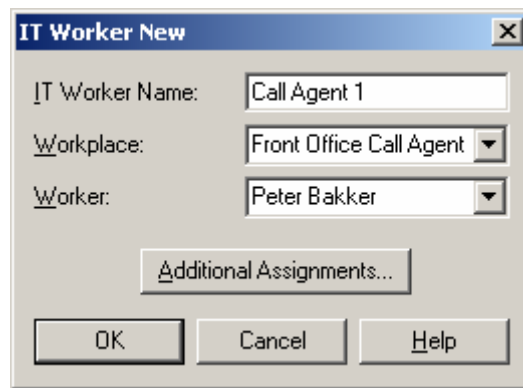 IT Worker New
IT Worker Name: Call Agent 1
Workplace: Front Office Call Agent
Worker: Peter Bakker
Additional Assignments...
OK Cancel Help